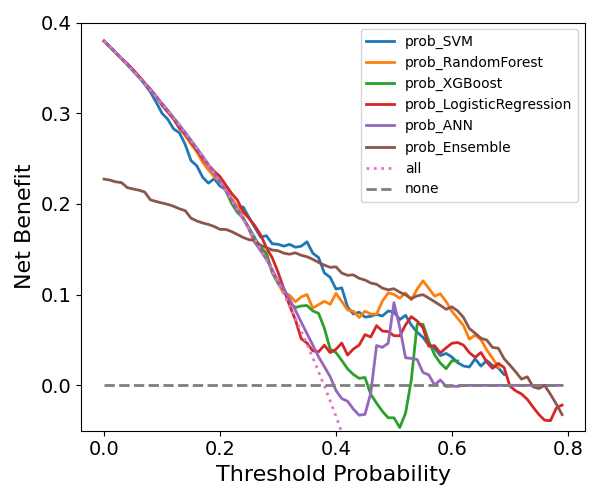 0.4
0.3
0.2
0.1
0.0
Net Benefit
prob_SVM
prob_RandomForest
prob_XGBoost
prob_LogisticRegression
prob_ANN
prob_Ensemble
all
none
0.0 0.2 0.4 0.6 0.8
Threshold Probability